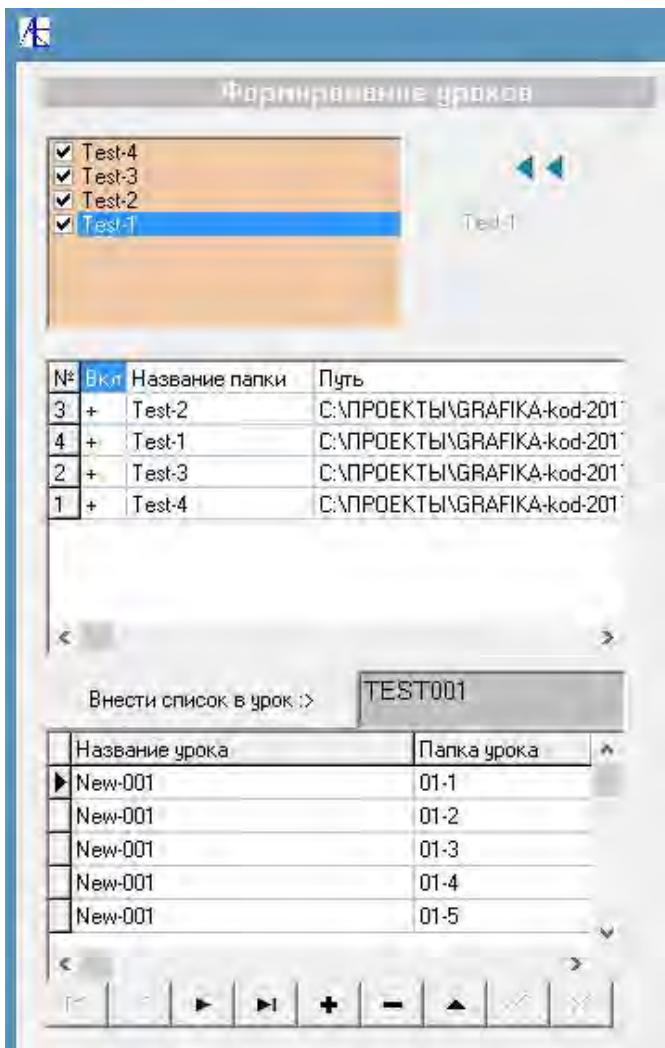 Формирование уроков
Test-4
Test-3
Test-2
Test-1
Test-1
№ Вкл Название папки Путь
3 + Test-2 C:\ПРОЕКТЫ\GRAFIKA-kod-201
4 + Test-1 C:\ПРОЕКТЫ\GRAFIKA-kod-201
2 + Test-3 C:\ПРОЕКТЫ\GRAFIKA-kod-201
1 + Test-4 C:\ПРОЕКТЫ\GRAFIKA-kod-201
Внести список в урок :> TEST001
Название урока Папка урока
New-001 01-1
New-001 01-2
New-001 01-3
New-001 01-4
New-001 01-5